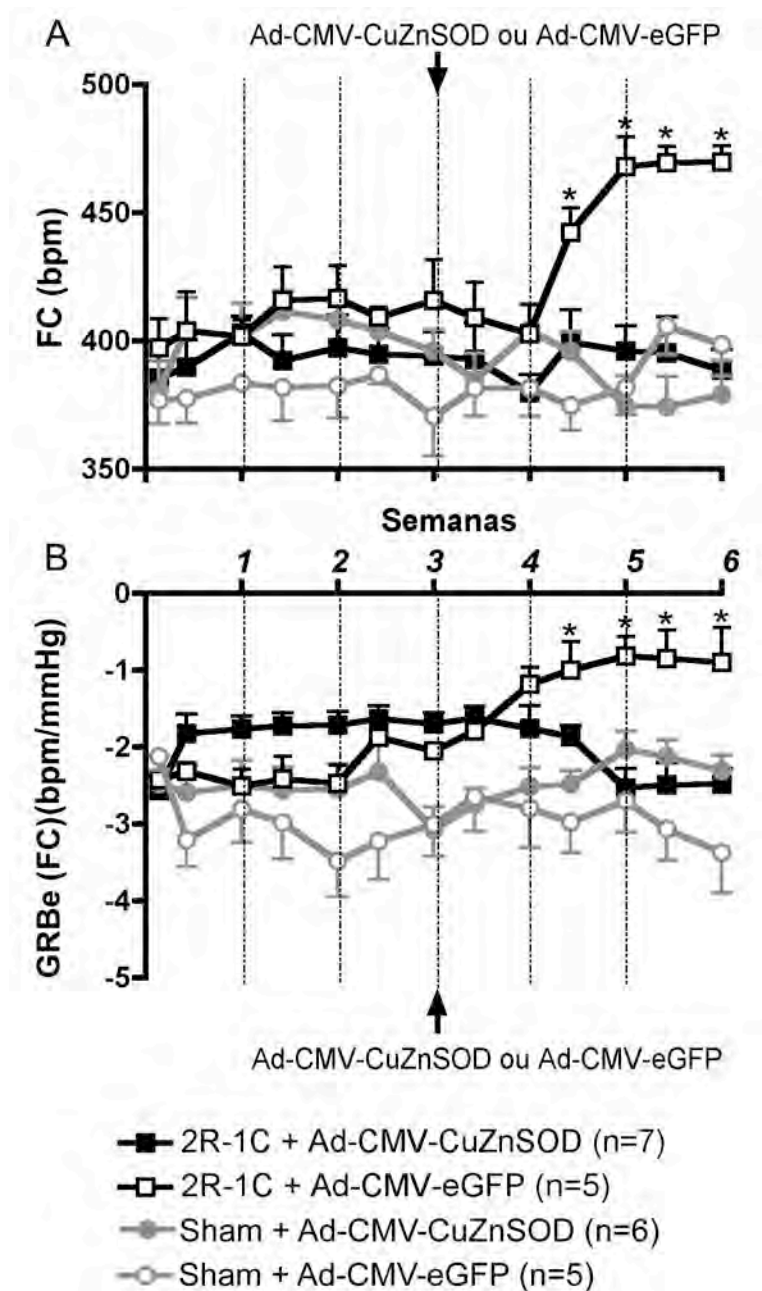 A
Ad-CMV-CuZnSOD ou Ad-CMV-eGFP
500
450
400
350
FC (bpm)
* * * *
Semanas
B
1 2 3 4 5 6
0
-1
-2
-3
-4
-5
GRBe (FC)(bpm/mmHg)
* * * *
Ad-CMV-CuZnSOD ou Ad-CMV-eGFP
2R-1C + Ad-CMV-CuZnSOD (n=7)
2R-1C + Ad-CMV-eGFP (n=5)
Sham + Ad-CMV-CuZnSOD (n=6)
Sham + Ad-CMV-eGFP (n=5)